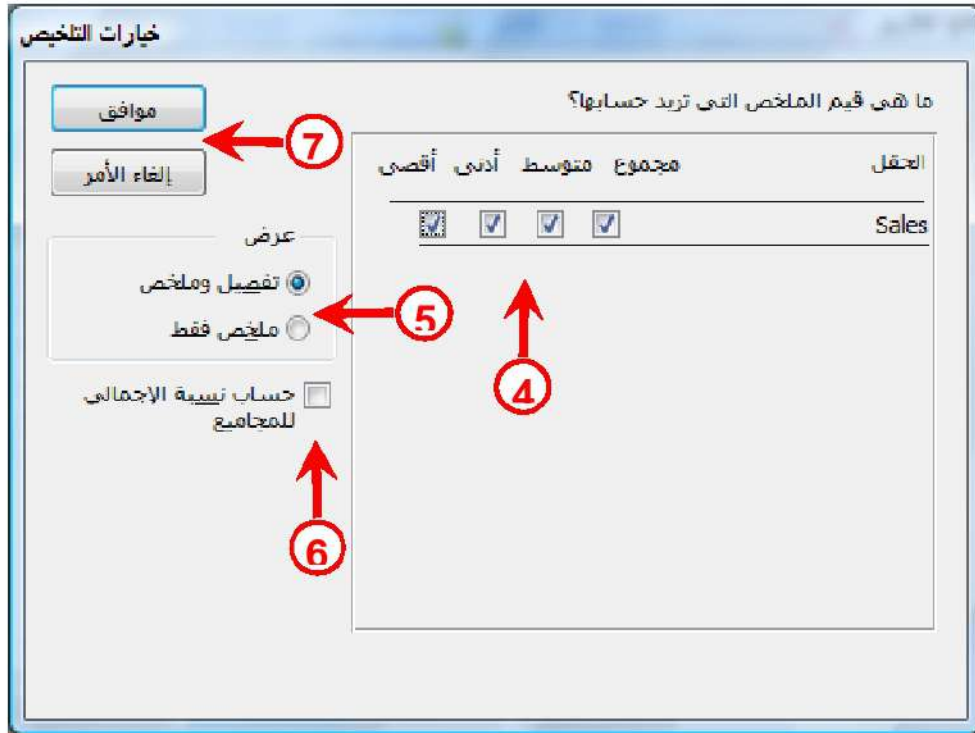 خيارات التلخيص
ما هي قيم الملخص التي تريد حسابها؟
الحقل مجموع متوسط أدنى أقصى
Sales
4
موافق
7
إلغاء الأمر
عرض
تفصيل وملخص
5
ملخص فقط
حساب نسبة الإجمالي
للمجاميع
6